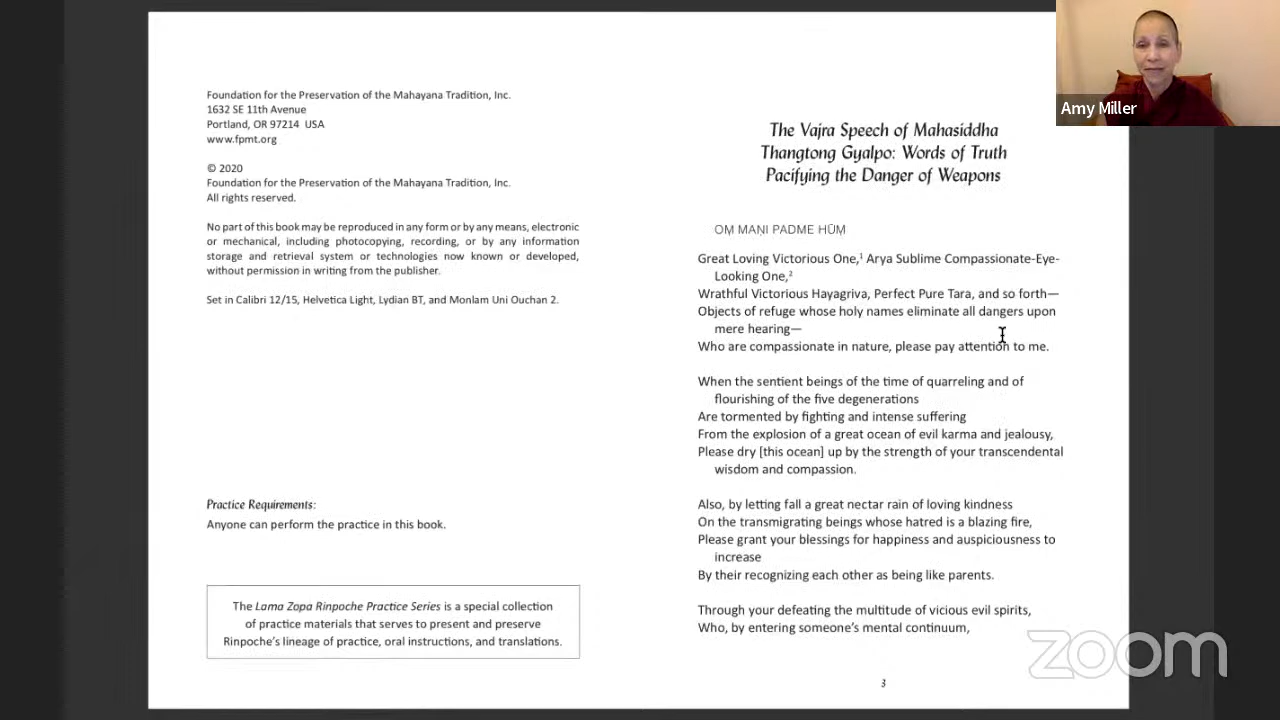 Foundation for the Preservation of the Mahayana Tradition, Inc.
1632 SE 11th Avenue
Portland, OR 97214 USA
www.fpmt.org
© 2020
Foundation for the Preservation of the Mahayana Tradition, Inc.
All rights reserved.
No part of this book may be reproduced in any form or by any means, electronic
or mechanical, including photocopying, recording, or by any information
storage and retrieval system or technologies now known or developed,
without permission in writing from the publisher.
Set in Calibri 12/15, Helvetica Light, Lydian BT, and Monlam Uni Ouchan 2.
Practice Requirements:
Anyone can perform the practice in this book.
The Lama Zopa Rinpoche Practice Series is a special collection
of practice materials that serves to present and preserve
Rinpoche's lineage of practice, oral instructions, and translations.
The Vajra Speech of Mahasiddha
Thangtong Gyalpo: Words of Truth
Pacifying the Danger of Weapons
OṂ MAṆI PADME HŪṂ
Great Loving Victorious One,¹ Arya Sublime Compassionate-Eye-
Looking One,²
Wrathful Victorious Hayagriva, Perfect Pure Tara, and so forth—
Objects of refuge whose holy names eliminate all dangers upon
mere hearing—
Who are compassionate in nature, please pay attention to me.
When the sentient beings of the time of quarreling and of
flourishing of the five degenerations
Are tormented by fighting and intense suffering
From the explosion of a great ocean of evil karma and jealousy,
Please dry [this ocean] up by the strength of your transcendental
wisdom and compassion.
Also, by letting fall a great nectar rain of loving kindness
On the transmigrating beings whose hatred is a blazing fire,
Please grant your blessings for happiness and auspiciousness to
increase
By their recognizing each other as being like parents.
Through your defeating the multitude of vicious evil spirits,
Who, by entering someone's mental continuum,
3
Amy Miller
zoom